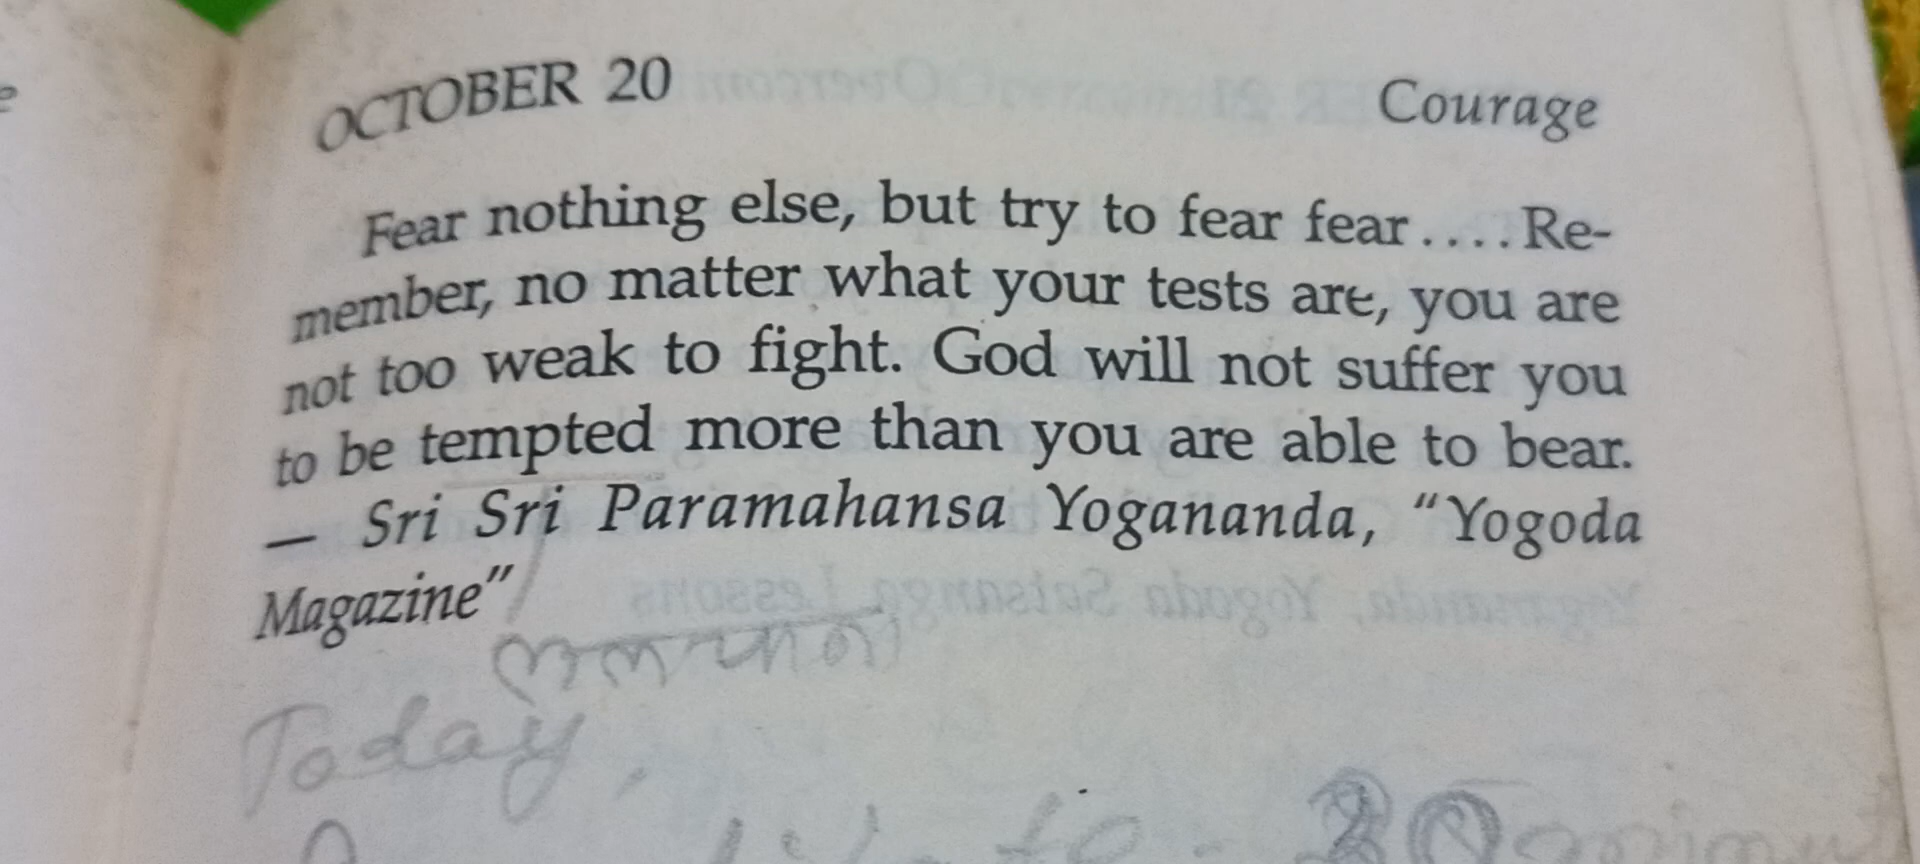 OCTOBER 20 Courage
Fear nothing else, but try to fear fear.... Re-
member, no matter what your tests are, you are
not too weak to fight. God will not suffer you
to be tempted more than you are able to bear.
— Sri Sri Paramahansa Yogananda, "Yogoda
Magazine"
Today,
20